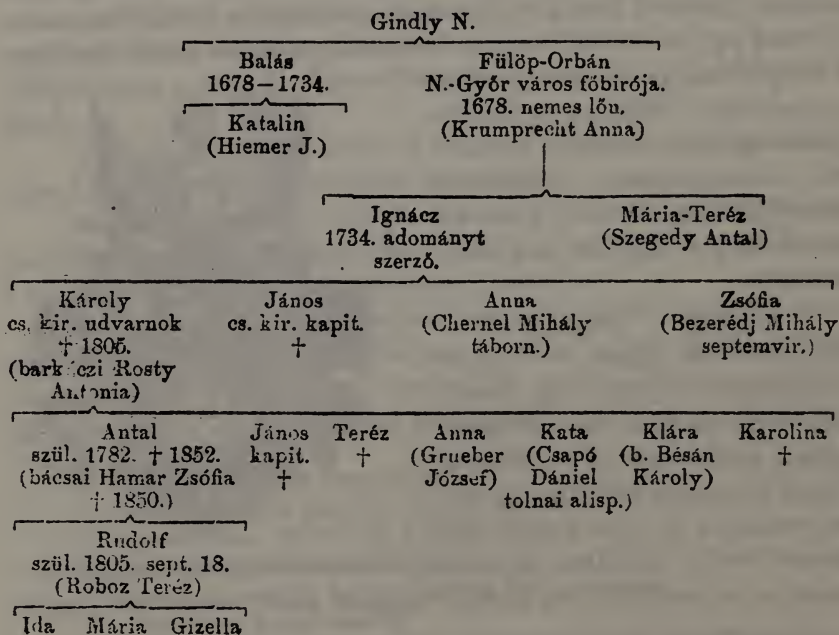 Gindly N.
Balás Fülöp-Orbán
1678–1734. N.-Győr város főbirója.
1678. nemes lőn.
Katalin (Krumprecht Anna)
(Hiemer J.)
Ignácz Mária-Teréz
1734. adományt (Szegedy Antal)
szerző.
Károly János Anna Zsófia
cs. kir. udvarnok cs. kir. kapit. (Chernel Mihály (Bezerédj Mihály
† 1805. † táborn.) septemvir.)
(barkóczi Rosty
Antonia)
Antal János Teréz Anna Kata Klára Karolina
szül. 1782. † 1852. kapit. † (Grueber (Csapó (b. Bésán †
(bácsai Hamar Zsófia † József) Dániel Károly)
† 1850.) tolnai alisp.)
Rudolf
szül. 1805. sept. 18.
(Roboz Teréz)
Ida Mária Gizella